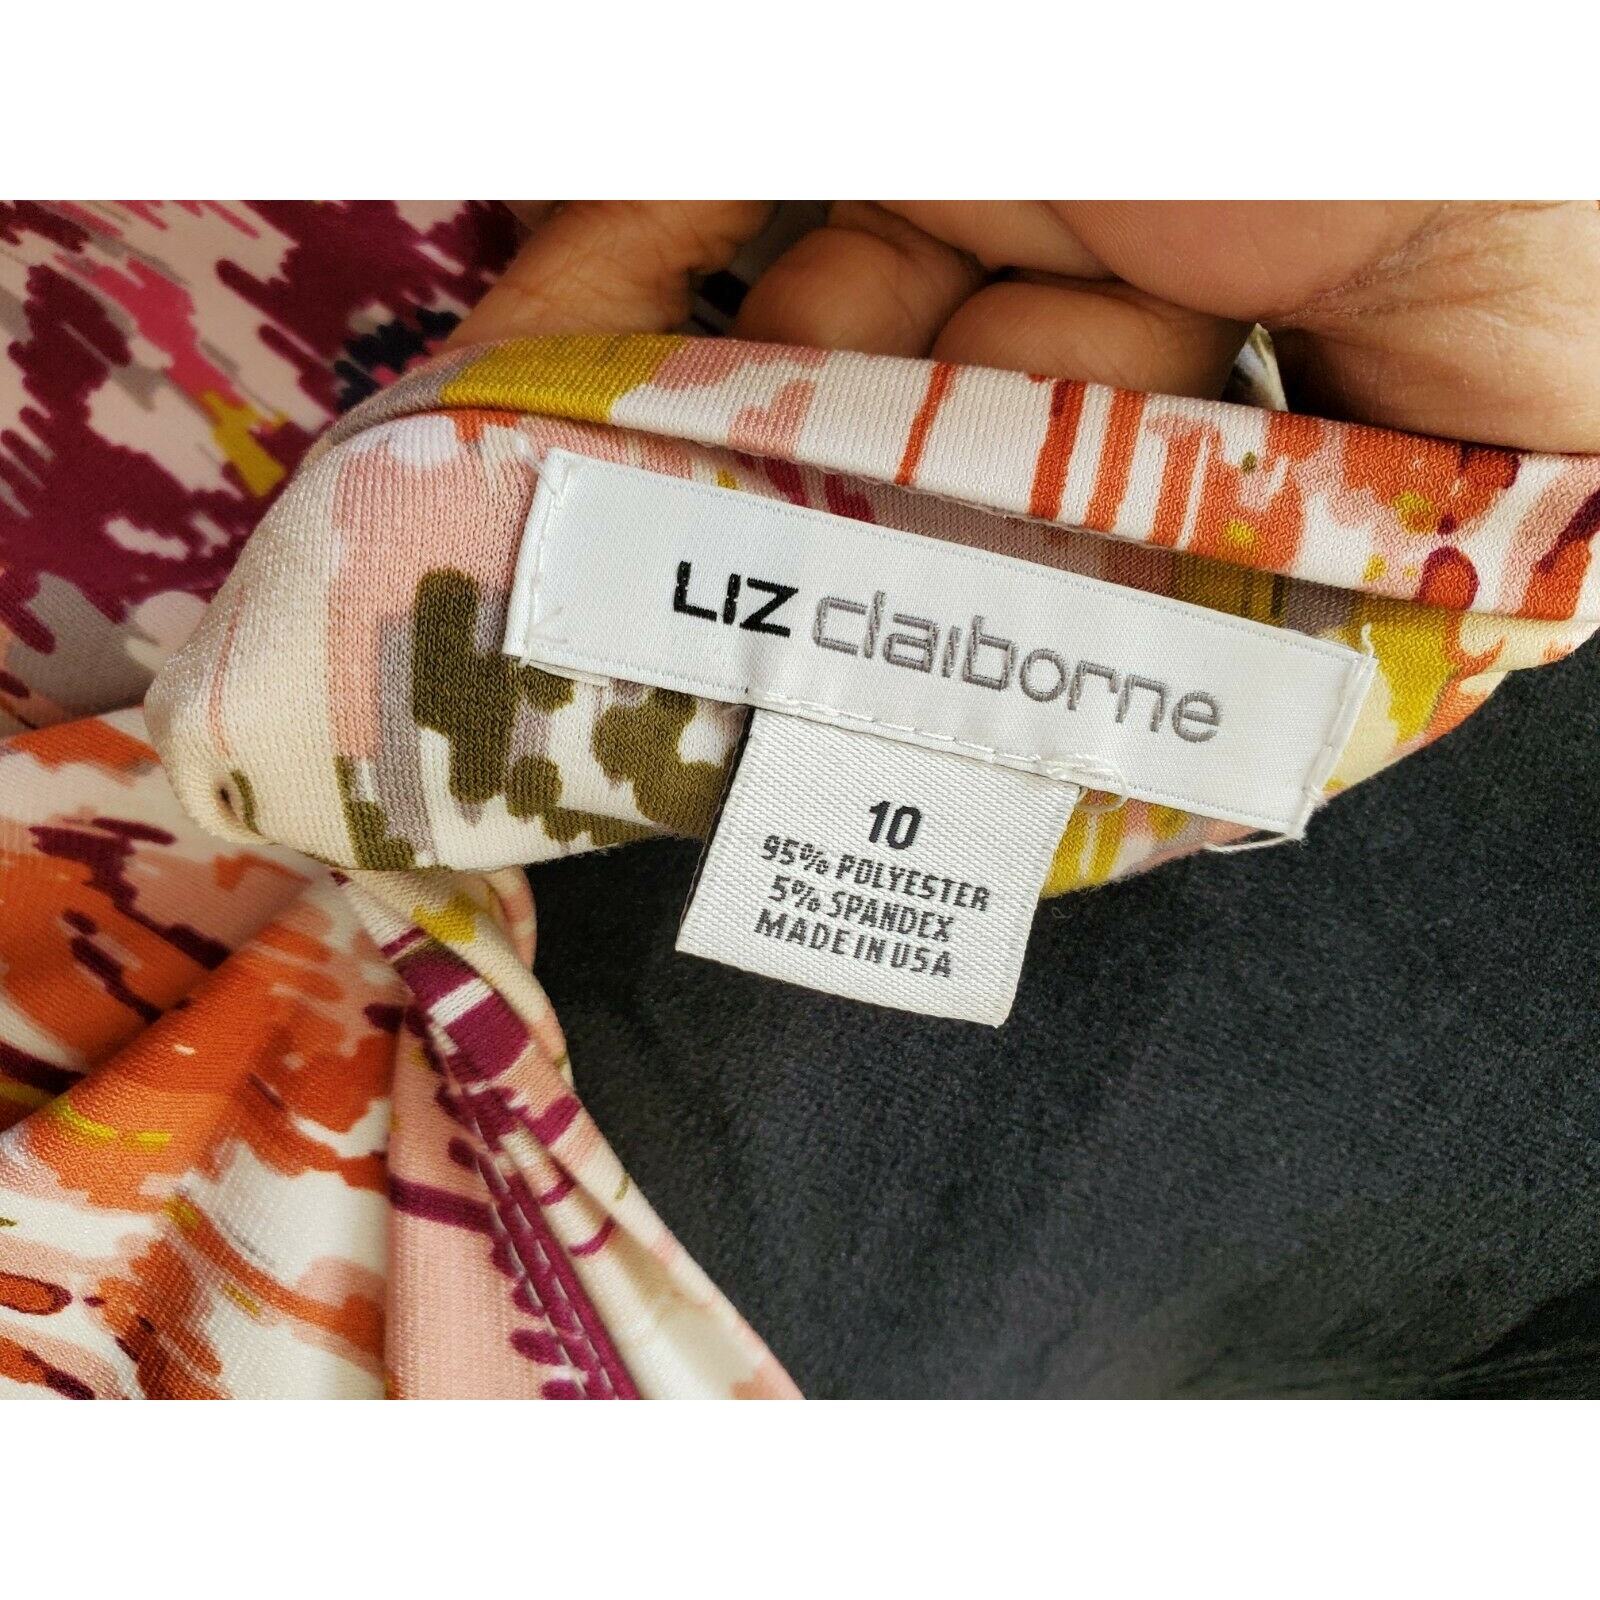 LIZ claiborne
10
95% POLYESTER
5% SPANDEX
MADE IN USA